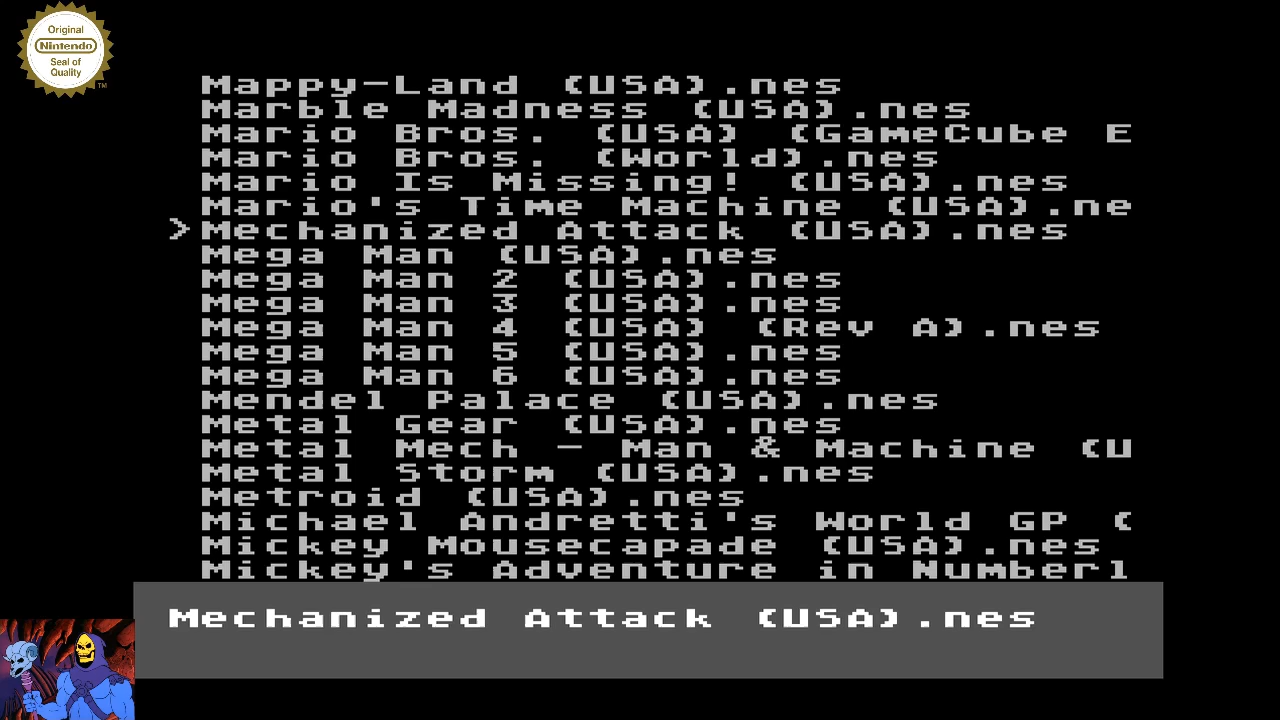 Original
Nintendo
Seal of
Quality
TM
Mappy-Land (USA).nes
Marble Madness (USA).nes
Mario Bros. (USA) (GameCube E
Mario Bros. (World).nes
Mario Is Missing! (USA).nes
Mario's Time Machine (USA).ne
>Mechanized Attack (USA).nes
Mega Man (USA).nes
Mega Man 2 (USA).nes
Mega Man 3 (USA).nes
Mega Man 4 (USA) (Rev A).nes
Mega Man 5 (USA).nes
Mega Man 6 (USA).nes
Mendel Palace (USA).nes
Metal Gear (USA).nes
Metal Mech - Man & Machine (U
Metal Storm (USA).nes
Metroid (USA).nes
Michael Andretti's World GP (
Mickey Mousecapade (USA).nes
Mickey's Adventure in Numberl
Mechanized Attack (USA).nes